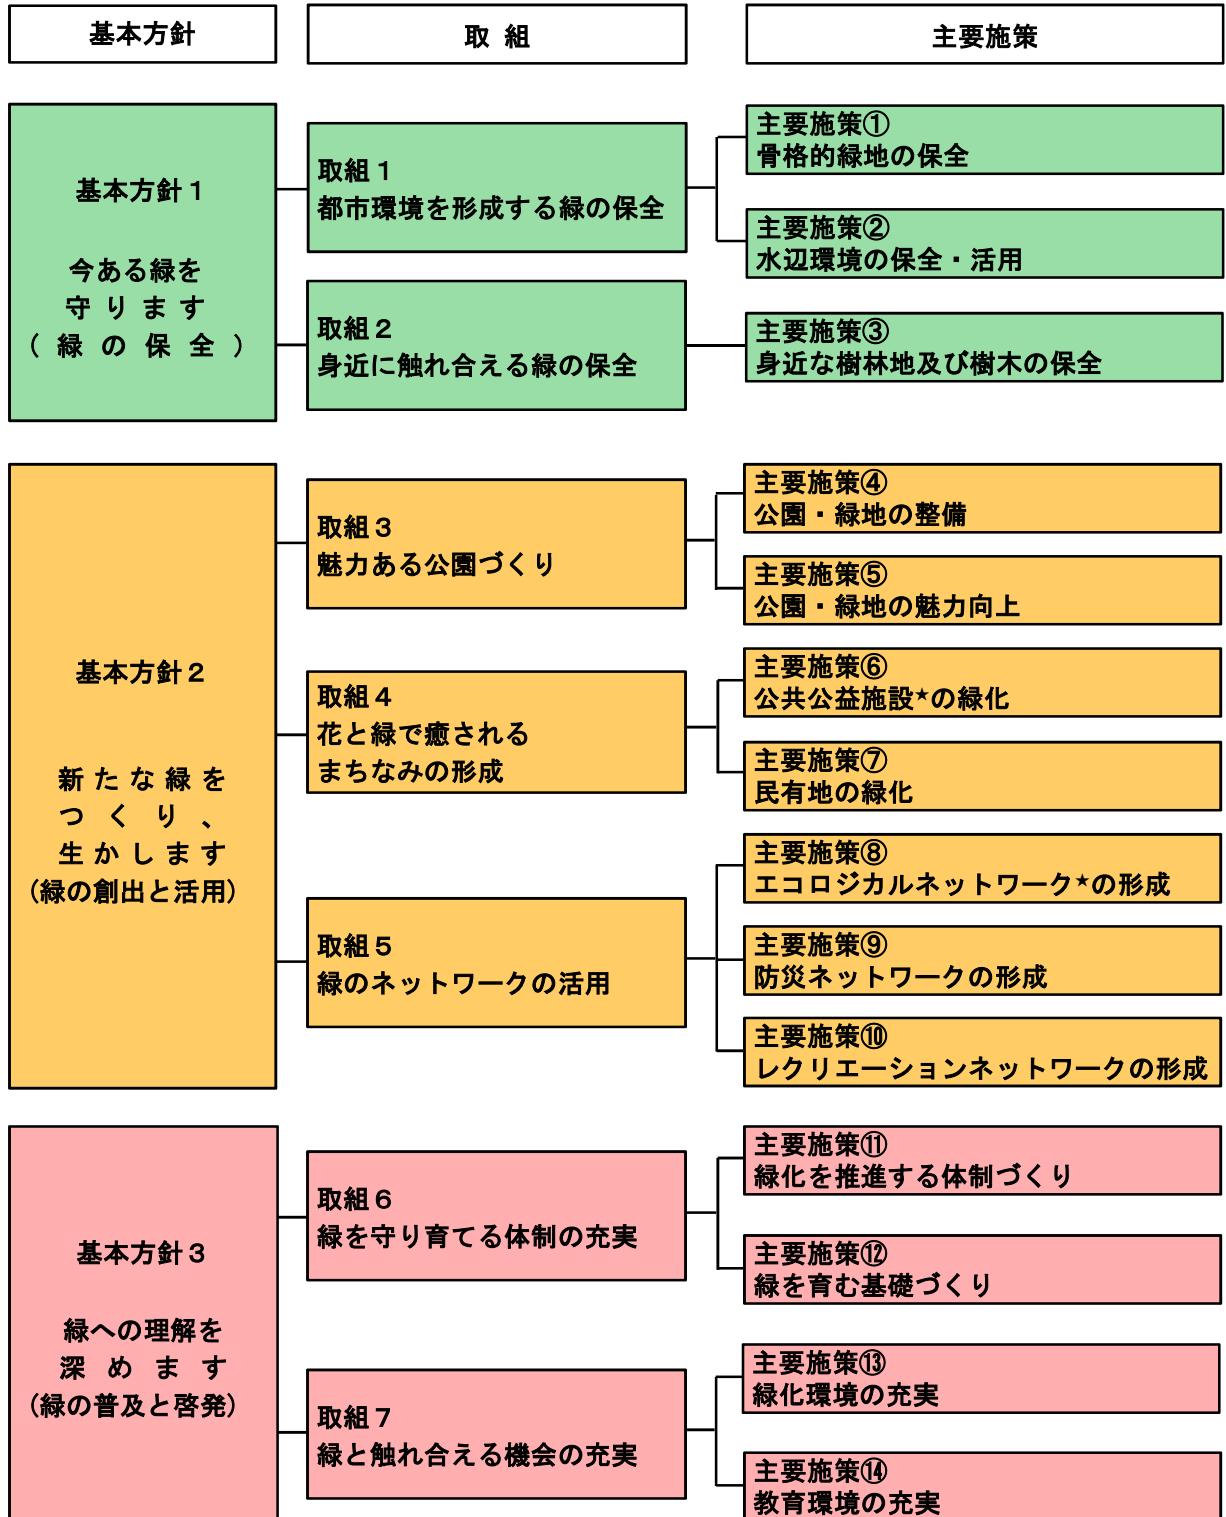 基本方針
取 組
主要施策
基本方針１
今ある緑を
守 り ま す
( 緑 の 保 全 )
取組１
都市環境を形成する緑の保全
主要施策①
骨格的緑地の保全
主要施策②
水辺環境の保全・活用
取組２
身近に触れ合える緑の保全
主要施策③
身近な樹林地及び樹木の保全
基本方針２
新 た な 緑 を
つ く り 、
生 か し ま す
(緑の創出と活用)
取組３
魅力ある公園づくり
主要施策④
公園・緑地の整備
主要施策⑤
公園・緑地の魅力向上
取組４
花と緑で癒される
まちなみの形成
主要施策⑥
公共公益施設★の緑化
主要施策⑦
民有地の緑化
取組５
緑のネットワークの活用
主要施策⑧
エコロジカルネットワーク★の形成
主要施策⑨
防災ネットワークの形成
主要施策⑩
レクリエーションネットワークの形成
基本方針３
緑への理解を
深 め ま す
(緑の普及と啓発)
取組６
緑を守り育てる体制の充実
主要施策⑪
緑化を推進する体制づくり
主要施策⑫
緑を育む基礎づくり
取組７
緑と触れ合える機会の充実
主要施策⑬
緑化環境の充実
主要施策⑭
教育環境の充実